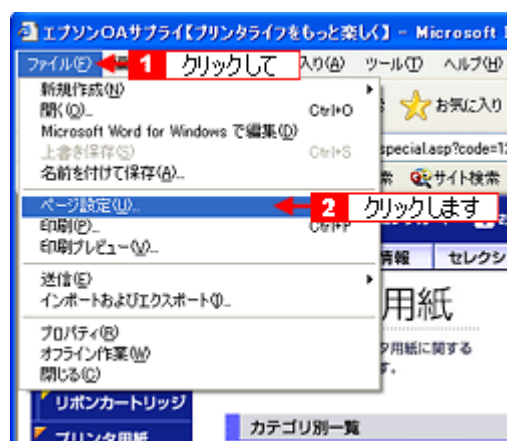 エプソンOAサプライ【プリンタライフをもっと楽しく】 - Microsoft I
ファイル(F) 1 クリックして 入り(A) ツール(T) ヘルプ(H)
新規作成(N)
開く(O)... Ctrl+O
お気に入り
Microsoft Word for Windows で編集(D)
上書き保存(S) Ctrl+S
special.asp?code=12
名前を付けて保存(A)...
索 サイト検索
ページ設定(U)... 2 クリックします
印刷(P)... Ctrl+P
印刷プレビュー(V)...
情報 セレクシ
送信(E)
インポートおよびエクスポート(I)...
用紙
プロパティ(R)
タ用紙に関する
オフライン作業(W)
す。
閉じる(C)
リボンカートリッジ
カテゴリ別一覧
プリンタ用紙